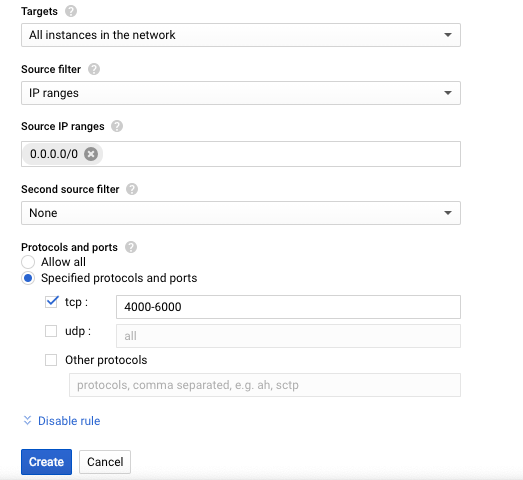 Targets ?
All instances in the network
Source filter ?
IP ranges
Source IP ranges ?
0.0.0.0/0
Second source filter ?
None
Protocols and ports ?
Allow all
Specified protocols and ports
tcp : 4000-6000
udp : all
Other protocols
protocols, comma separated, e.g. ah, sctp
Disable rule
Create Cancel